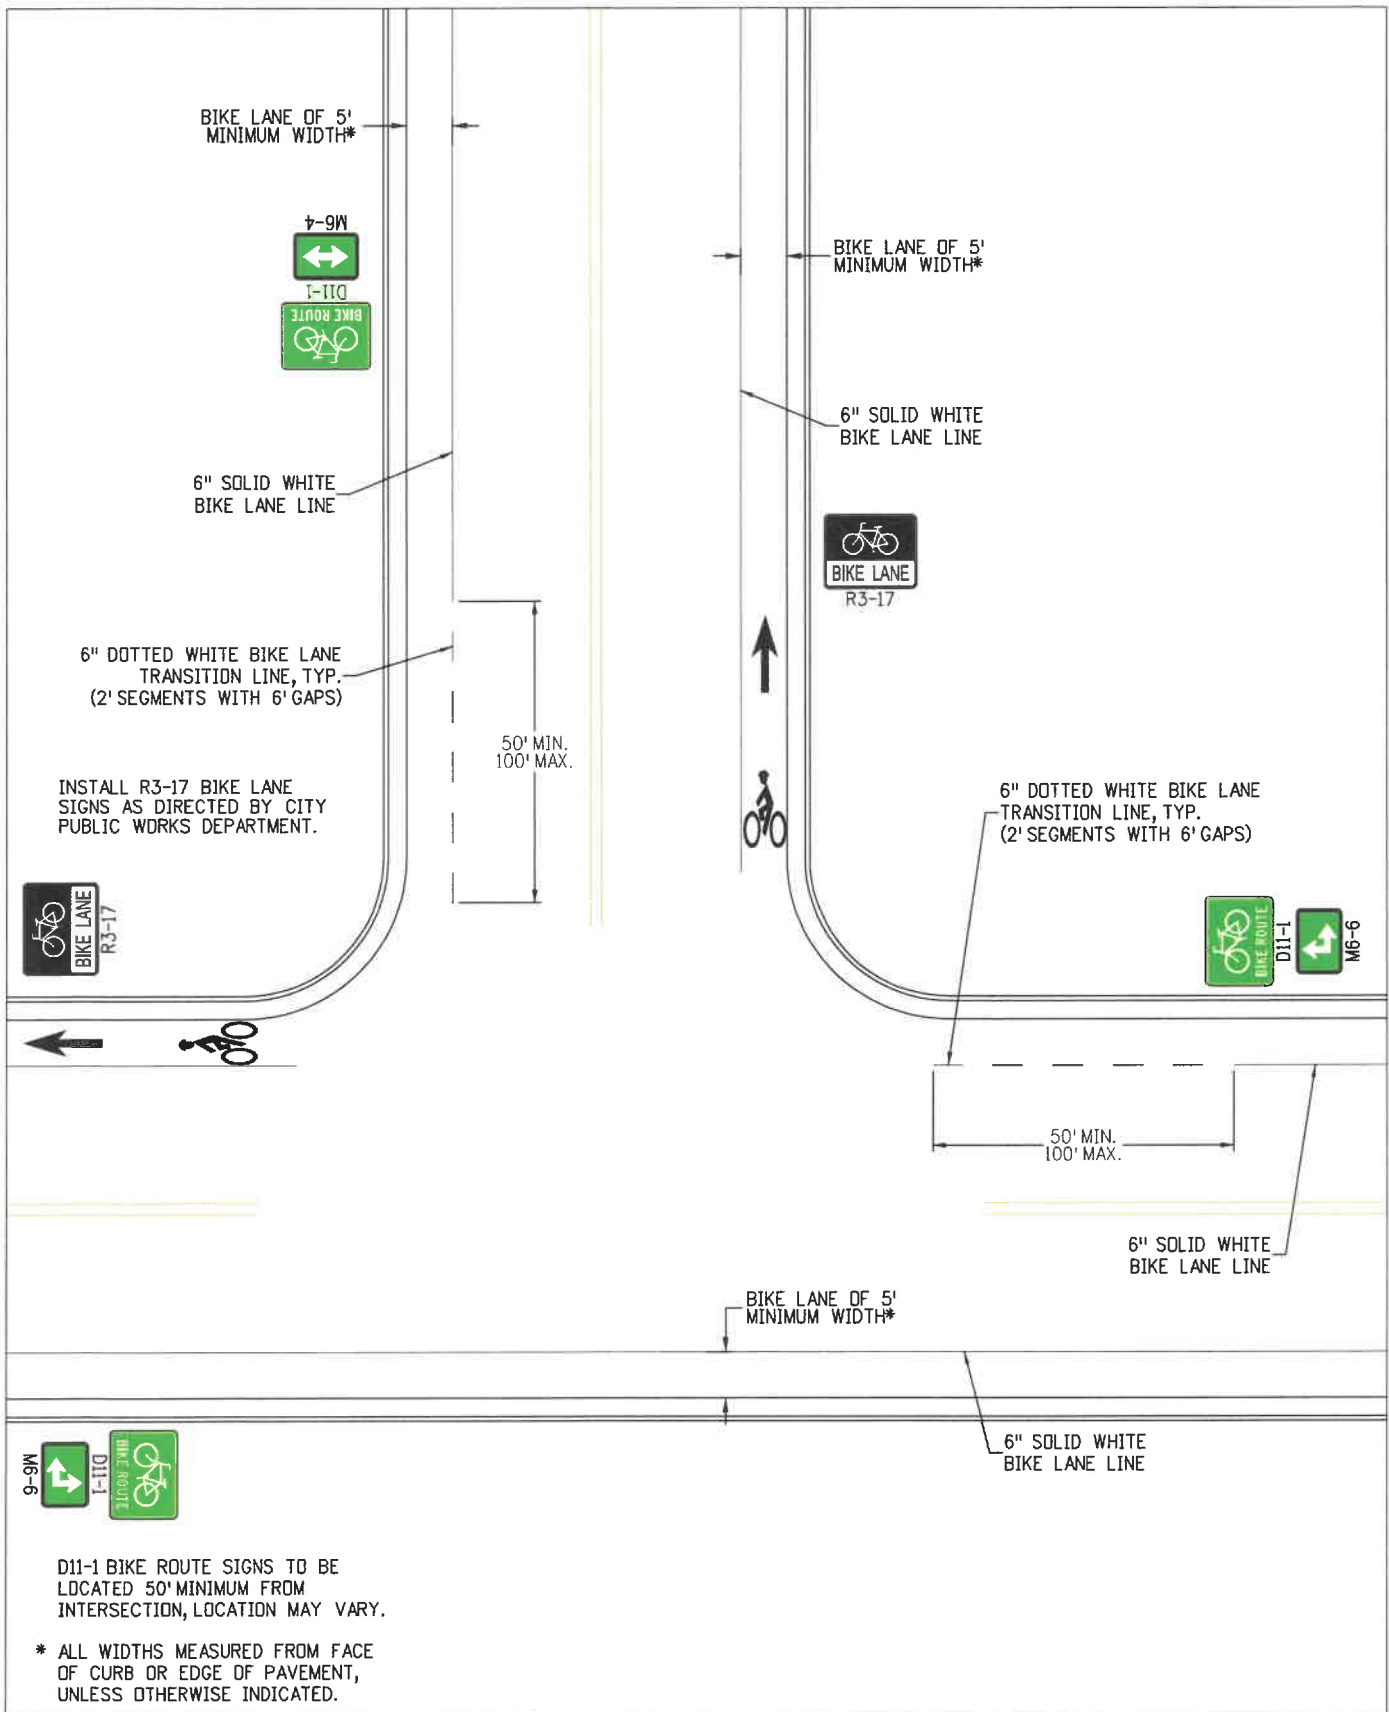 BIKE LANE OF 5'
MINIMUM WIDTH*
M6-4
D11-1
BIKE ROUTE
BIKE LANE OF 5'
MINIMUM WIDTH*
6" SOLID WHITE
BIKE LANE LINE
6" SOLID WHITE
BIKE LANE LINE
BIKE LANE
R3-17
6" DOTTED WHITE BIKE LANE
TRANSITION LINE, TYP.
(2' SEGMENTS WITH 6' GAPS)
50' MIN.
100' MAX.
INSTALL R3-17 BIKE LANE
SIGNS AS DIRECTED BY CITY
PUBLIC WORKS DEPARTMENT.
6" DOTTED WHITE BIKE LANE
TRANSITION LINE, TYP.
(2' SEGMENTS WITH 6' GAPS)
BIKE LANE
R3-17
BIKE ROUTE
D11-1
M6-6
50' MIN.
100' MAX.
6" SOLID WHITE
BIKE LANE LINE
BIKE LANE OF 5'
MINIMUM WIDTH*
6" SOLID WHITE
BIKE LANE LINE
BIKE ROUTE
D11-1
M6-6
D11-1 BIKE ROUTE SIGNS TO BE
LOCATED 50' MINIMUM FROM
INTERSECTION, LOCATION MAY VARY.
* ALL WIDTHS MEASURED FROM FACE
OF CURB OR EDGE OF PAVEMENT,
UNLESS OTHERWISE INDICATED.